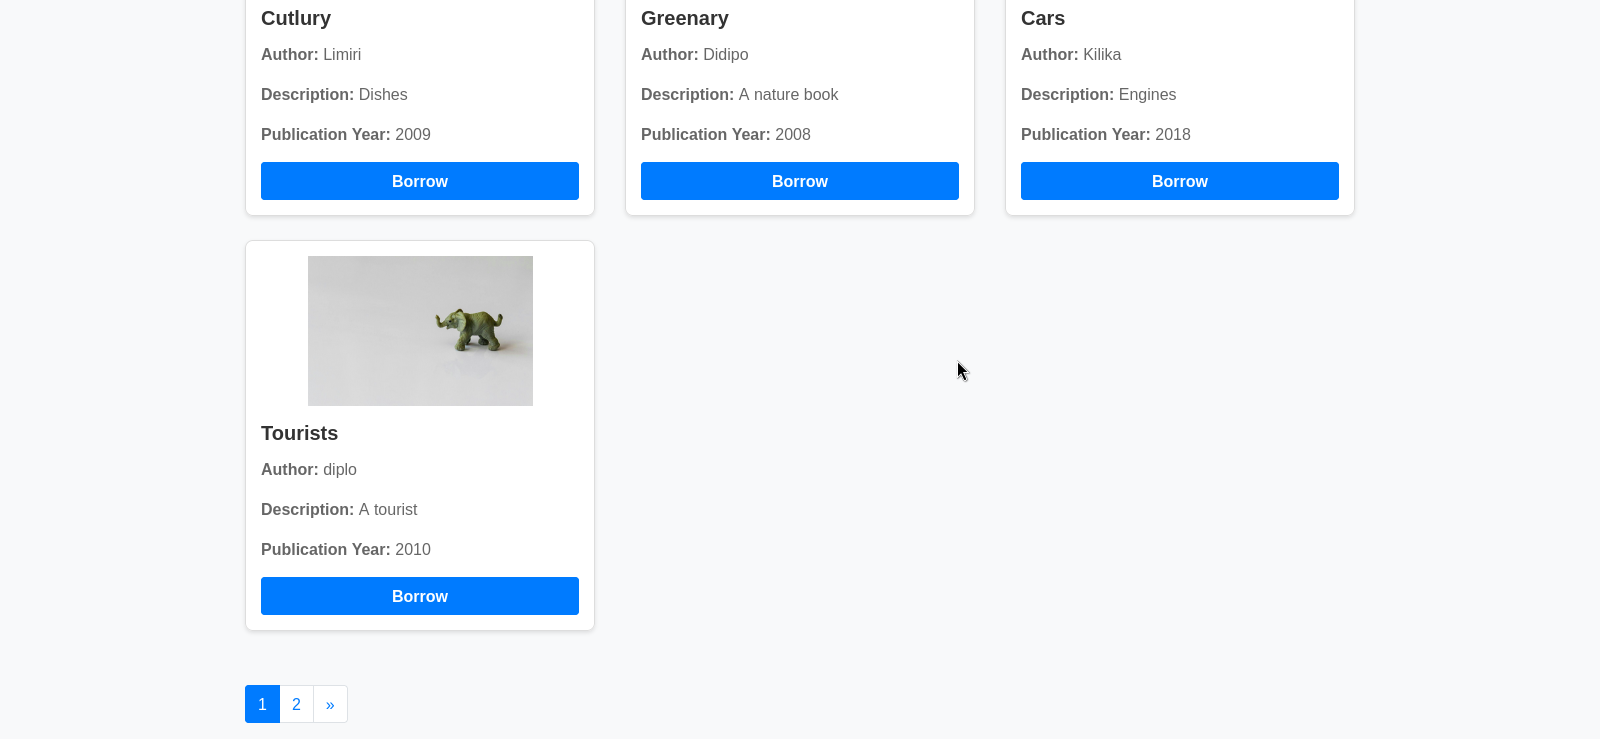 Cutlury
Author: Limiri
Description: Dishes
Publication Year: 2009
Borrow
Greenary
Author: Didipo
Description: A nature book
Publication Year: 2008
Borrow
Cars
Author: Kilika
Description: Engines
Publication Year: 2018
Borrow
Tourists
Author: diplo
Description: A tourist
Publication Year: 2010
Borrow
1 2 »